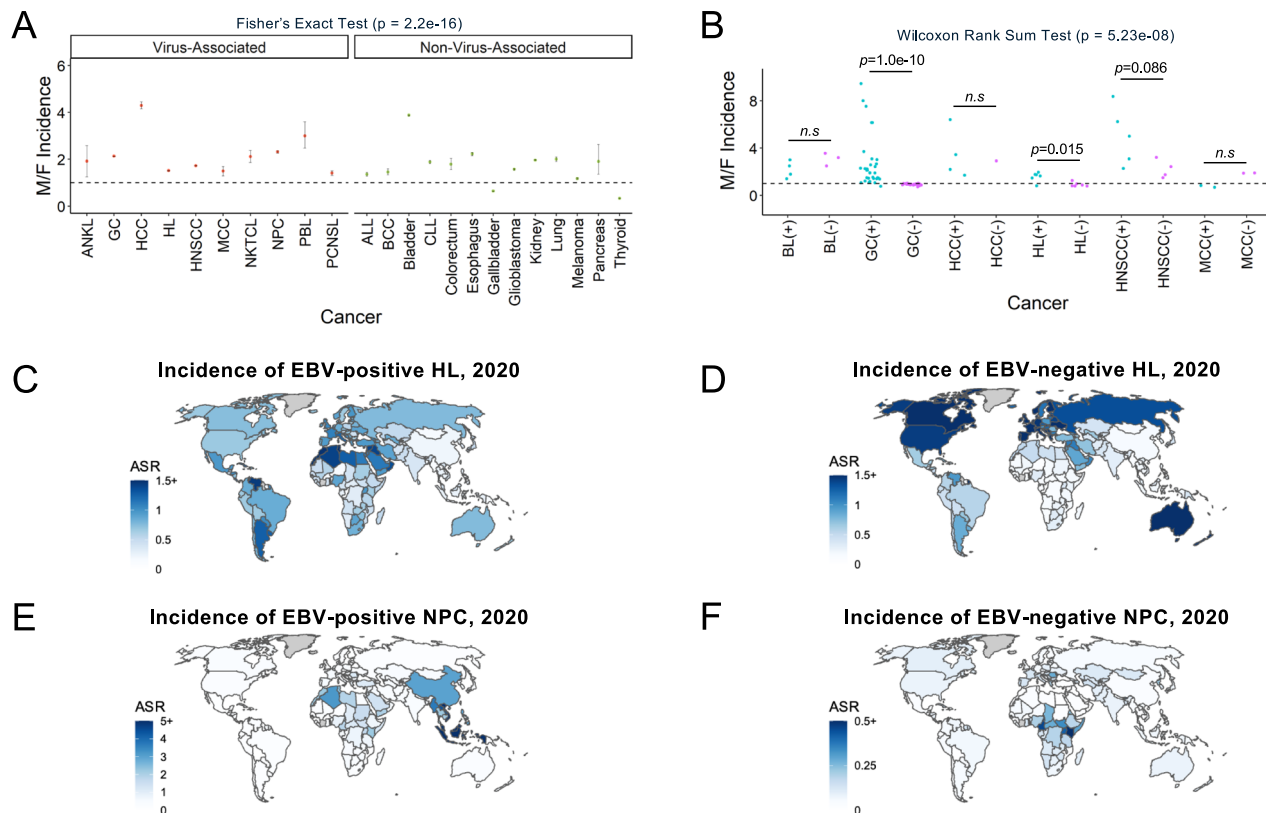 A
Fisher's Exact Test (p = 2.2e-16)
Virus-Associated
Non-Virus-Associated
M/F Incidence
6
4
2
0
ANKL
GC
HCC
HL
HNSCC
MCC
NKTCL
NPC
PBL
PCNSL
ALL
BCC
Bladder
CLL
Colorectum
Esophagus
Gallbladder
Glioblastoma
Kidney
Lung
Melanoma
Pancreas
Thyroid
Cancer
B
Wilcoxon Rank Sum Test (p = 5.23e-08)
M/F Incidence
8
4
0
n.s
p=1.0e-10
n.s
p=0.015
p=0.086
n.s
BL(+)
BL(-)
GC(+)
GC(-)
HCC(+)
HCC(-)
HL(+)
HL(-)
HNSCC(+)
HNSCC(-)
MCC(+)
MCC(-)
Cancer
C
Incidence of EBV-positive HL, 2020
ASR
1.5+
1
0.5
0
D
Incidence of EBV-negative HL, 2020
ASR
1.5+
1
0.5
0
E
Incidence of EBV-positive NPC, 2020
ASR
5+
4
3
2
1
0
F
Incidence of EBV-negative NPC, 2020
ASR
0.5+
0.25
0